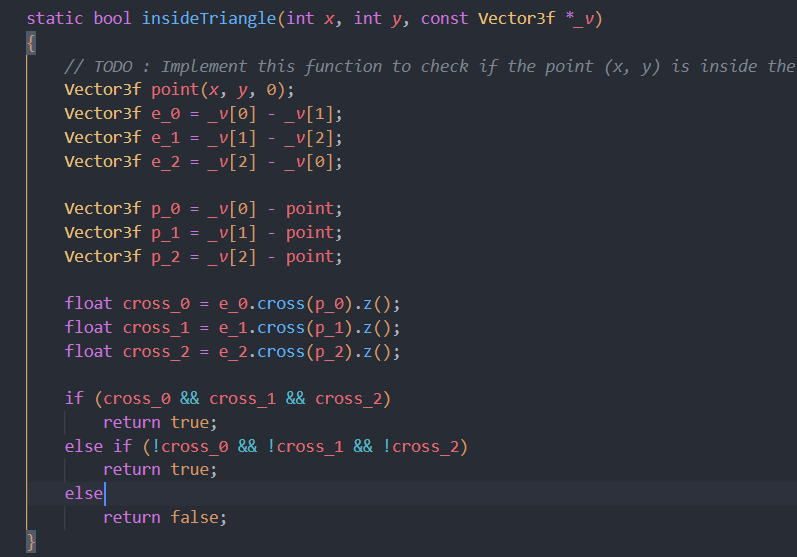 static bool insideTriangle(int x, int y, const Vector3f *_v)
{
// TODO : Implement this function to check if the point (x, y) is inside the
Vector3f point(x, y, 0);
Vector3f e_0 = _v[0] - _v[1];
Vector3f e_1 = _v[1] - _v[2];
Vector3f e_2 = _v[2] - _v[0];
Vector3f p_0 = _v[0] - point;
Vector3f p_1 = _v[1] - point;
Vector3f p_2 = _v[2] - point;
float cross_0 = e_0.cross(p_0).z();
float cross_1 = e_1.cross(p_1).z();
float cross_2 = e_2.cross(p_2).z();
if (cross_0 && cross_1 && cross_2)
return true;
else if (!cross_0 && !cross_1 && !cross_2)
return true;
else
return false;
}